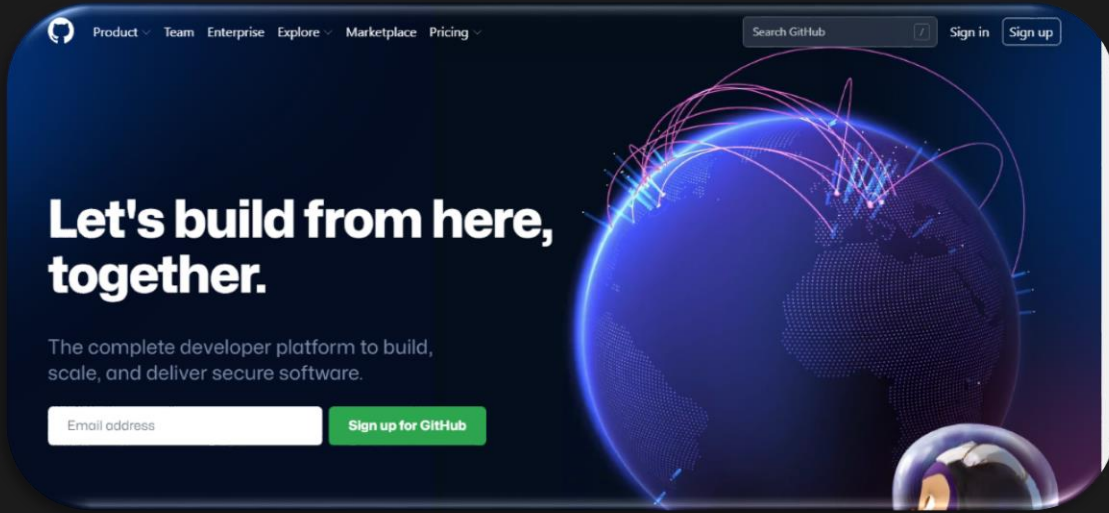 Product Team Enterprise Explore Marketplace Pricing Search GitHub / Sign in Sign up
Let's build from here,
together.
The complete developer platform to build,
scale, and deliver secure software.
Email address Sign up for GitHub